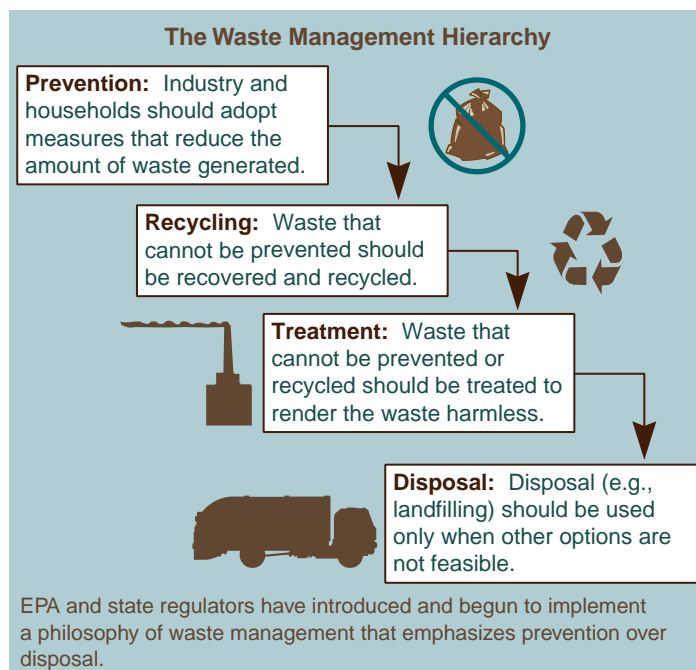 The Waste Management Hierarchy
Prevention: Industry and
households should adopt
measures that reduce the
amount of waste generated.
Recycling: Waste that
cannot be prevented should
be recovered and recycled.
Treatment: Waste that
cannot be prevented or
recycled should be treated to
render the waste harmless.
Disposal: Disposal (e.g.,
landfilling) should be used
only when other options are
not feasible.
EPA and state regulators have introduced and begun to implement
a philosophy of waste management that emphasizes prevention over
disposal.